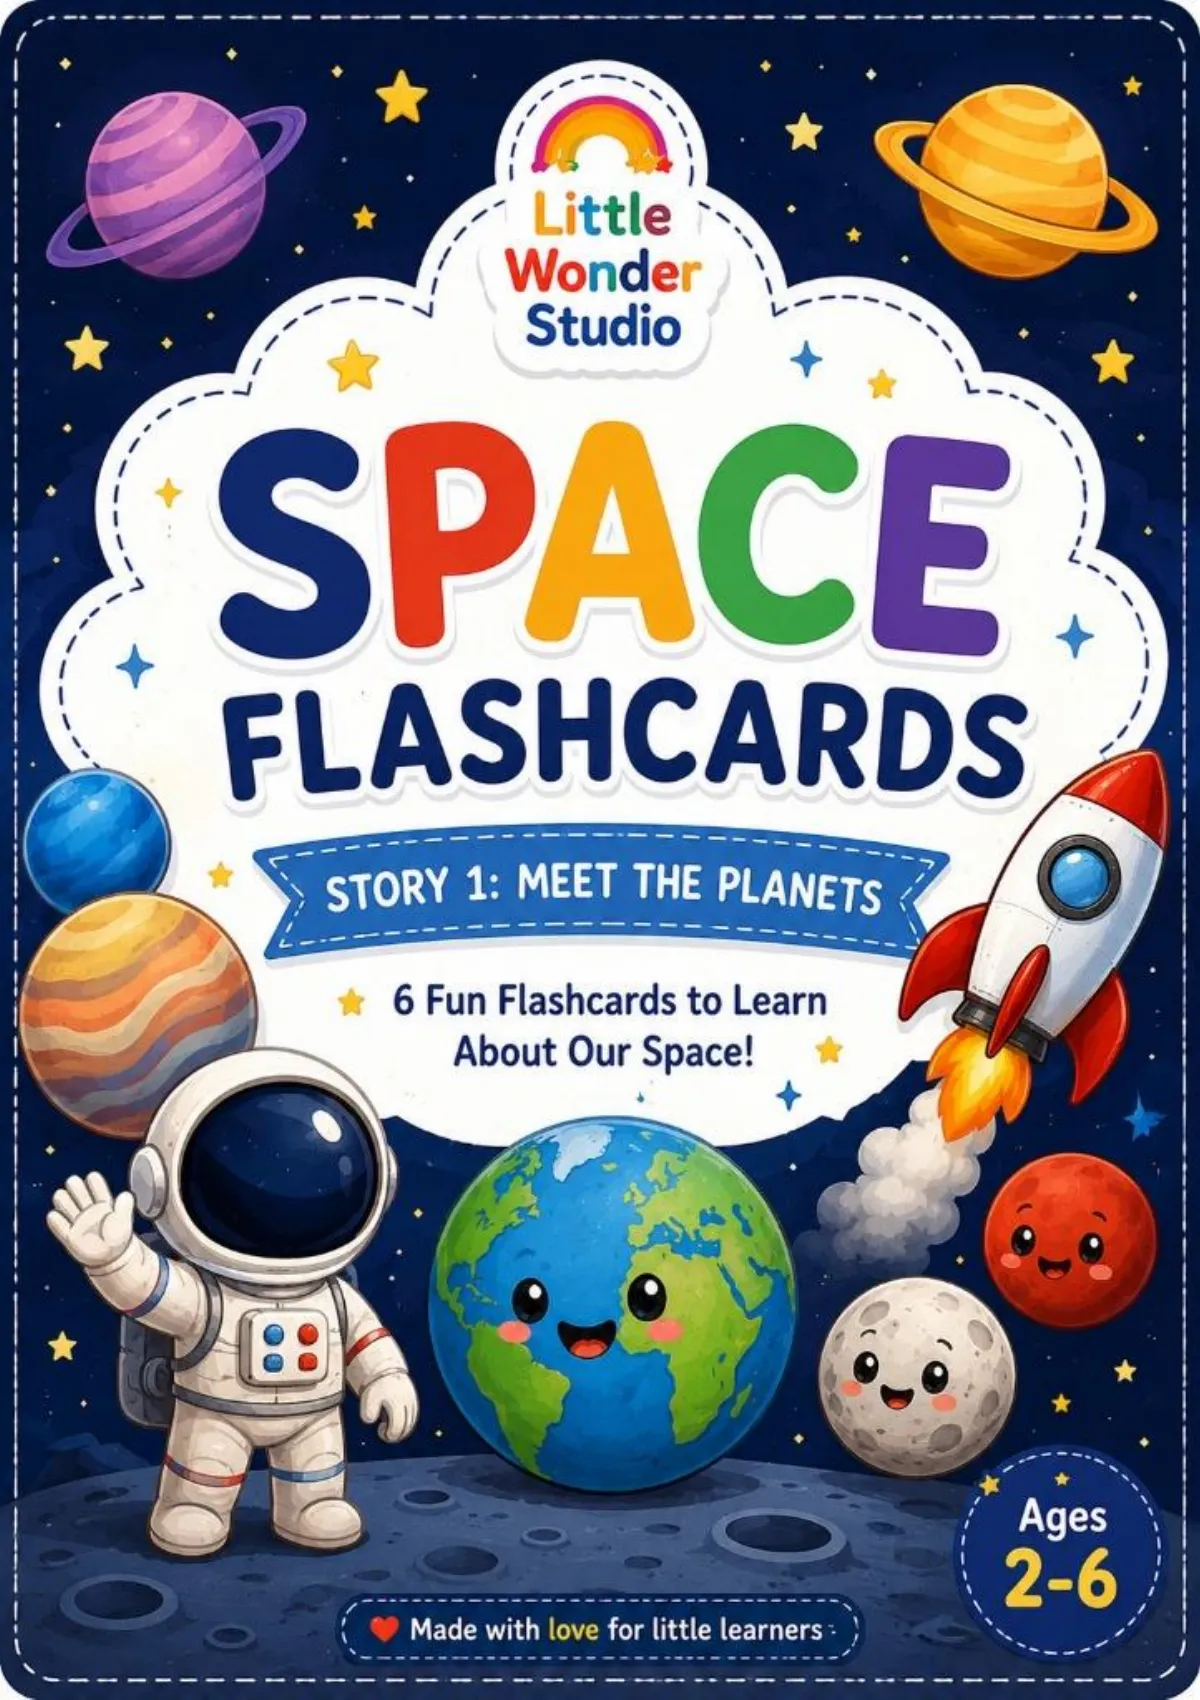 Little
Wonder
Studio
SPACE
FLASHCARDS
STORY 1: MEET THE PLANETS
6 Fun Flashcards to Learn
About Our Space!
Ages
2-6
Made with love for little learners